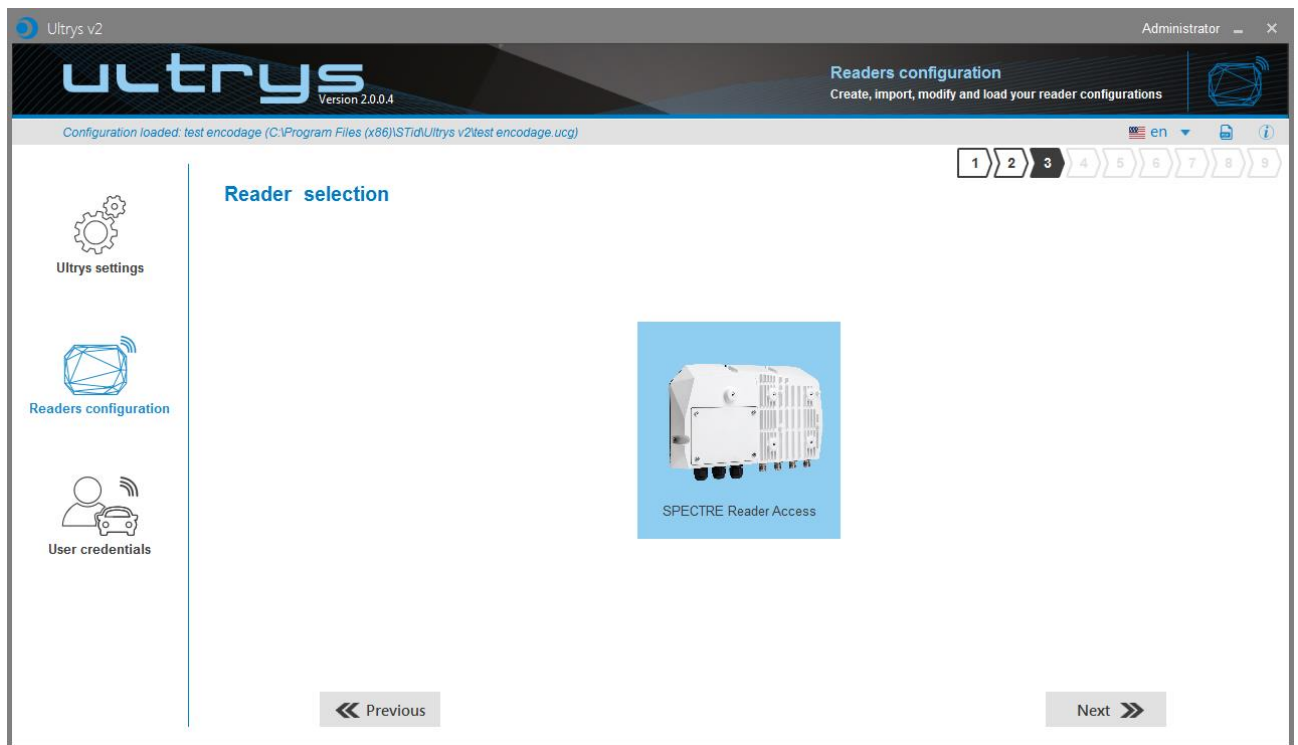 Ultrys v2
Administrator
ultrys
Version 2.0.0.4
Readers configuration
Create, import, modify and load your reader configurations
Configuration loaded: test encodage (C:\Program Files (x86)\STid\Ultrys v2\test encodage.ucg)
en
1 2 3 4 5 6 7 8 9
Reader selection
Ultrys settings
Readers configuration
User credentials
SPECTRE Reader Access
Previous
Next